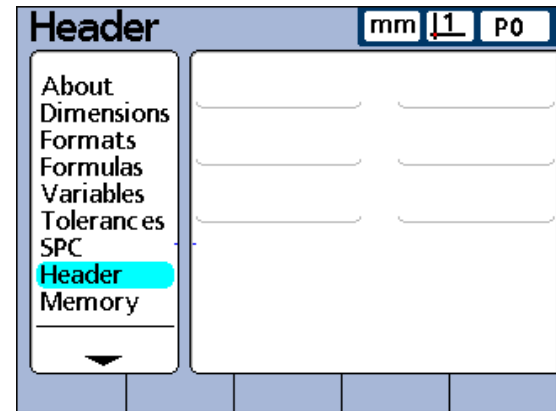 Header
mm 1 P0
About
Dimensions
Formats
Formulas
Variables
Tolerances
SPC
Header
Memory